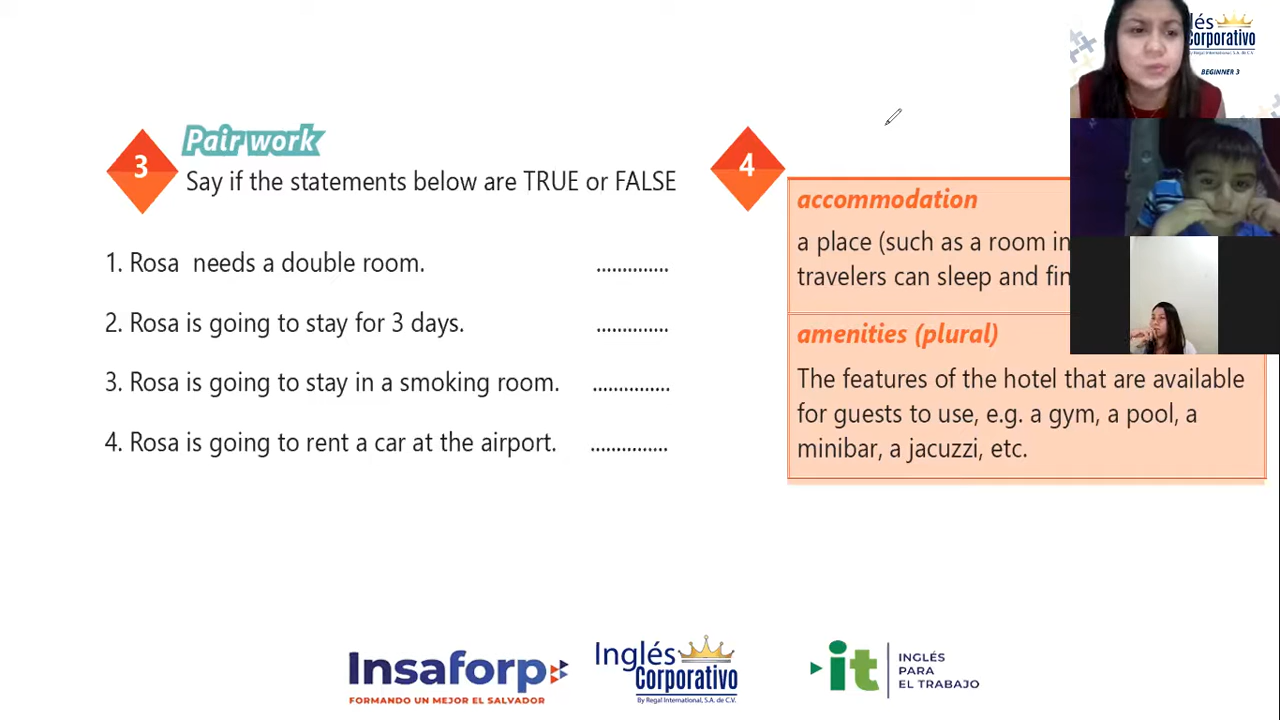 3
Pair work
Say if the statements below are TRUE or FALSE
1. Rosa needs a double room. ..............
2. Rosa is going to stay for 3 days. ..............
3. Rosa is going to stay in a smoking room. ...............
4. Rosa is going to rent a car at the airport. ...............
4
accommodation
a place (such as a room in
travelers can sleep and
amenities (plural)
The features of the hotel that are available
for guests to use, e.g. a gym, a pool, a
minibar, a jacuzzi, etc.
Corporativo
By Regal International, S.A. de C.V.
BEGINNER 3
Insaforp
FORMANDO UN MEJOR EL SALVADOR
Inglés
Corporativo
By Regal International, S.A. de C.V.
it
INGLÉS
PARA
EL TRABAJO